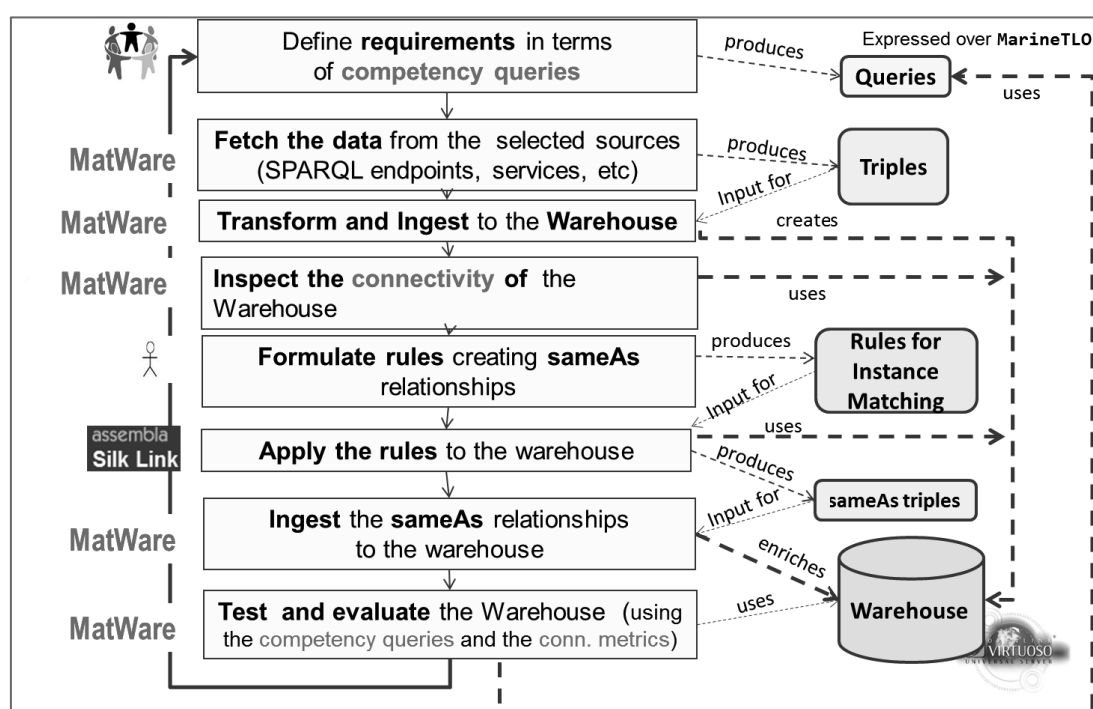 Define requirements in terms
of competency queries
produces
Expressed over MarineTLO
Queries
uses
MatWare
Fetch the data from the selected sources
(SPARQL endpoints, services, etc)
produces
Triples
Input for
MatWare
Transform and Ingest to the Warehouse
creates
MatWare
Inspect the connectivity of the
Warehouse
uses
Formulate rules creating sameAs
relationships
produces
Rules for
Instance
Matching
Input for
assembla
Silk Link
Apply the rules to the warehouse
uses
produces
sameAs triples
Input for
MatWare
Ingest the sameAs relationships
to the warehouse
enriches
Warehouse
MatWare
Test and evaluate the Warehouse (using
the competency queries and the conn. metrics)
uses
VIRTUOSO
UNIVERSAL SERVER